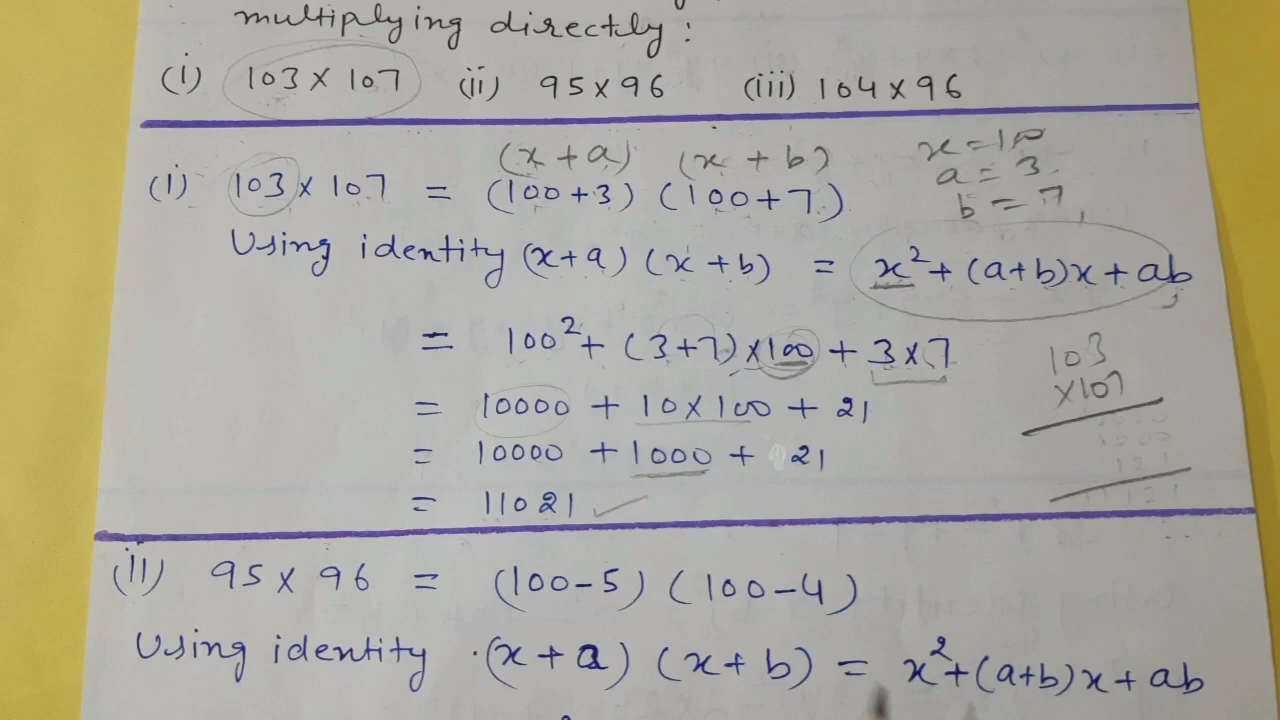 multiplying directly :
(i) 103 x 107 (ii) 95 x 96 (iii) 104 x 96
(x + a) (x + b) x = 100
a = 3
(i) 103 x 107 = (100+3) (100+7)
b = 7
Using identity (x+a) (x+b) = x² + (a+b)x + ab
= 100² + (3+7) x 100 + 3 x 7
103
x107
= 10000 + 10 x 100 + 21
= 10000 + 1000 + 21
= 11021 ✓
(ii) 95 x 96 = (100-5) (100-4)
Using identity (x + a) (x + b) = x² + (a+b)x + ab